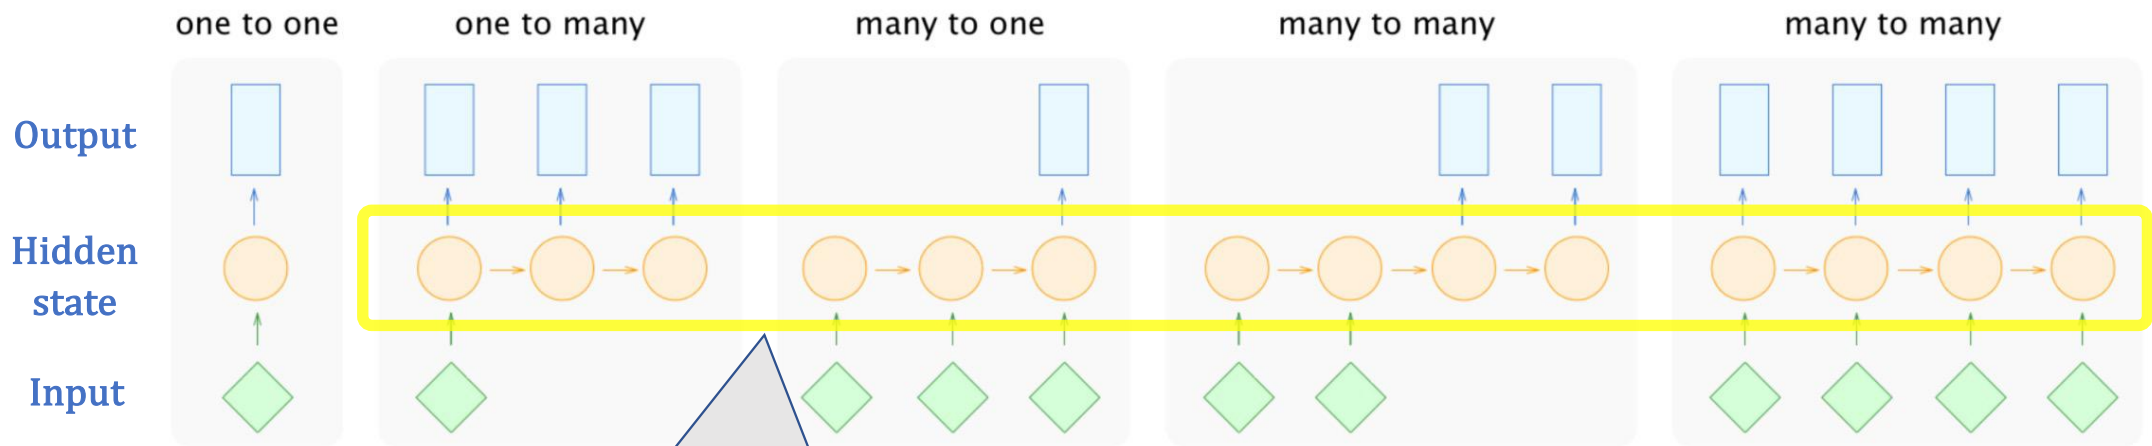 one to one
one to many
many to one
many to many
many to many
Output
Hidden
state
Input